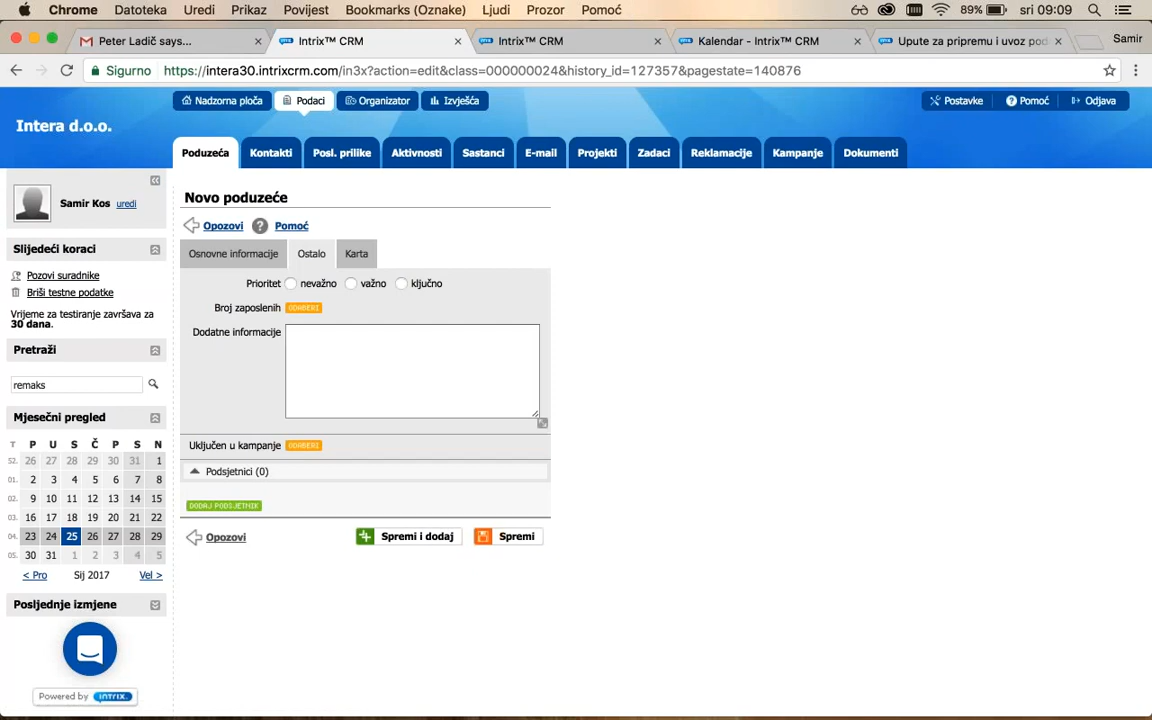 Chrome Datoteka Uredi Prikaz Povijest Bookmarks (Oznake) Ljudi Prozor Pomoć 89% sri 09:09
Peter Ladič says... Intrix™ CRM Intrix™ CRM Kalendar - Intrix™ CRM Upute za pripremu i uvoz pod Samir
Sigurno https://intera30.intrixcrm.com/in3x?action=edit&class=000000024&history_id=127357&pagestate=140876
Nadzorna ploča Podaci Organizator Izvješća Postavke Pomoć Odjava
Intera d.o.o.
Poduzeća Kontakti Posl. prilike Aktivnosti Sastanci E-mail Projekti Zadaci Reklamacije Kampanje Dokumenti
Samir Kos uredi
Slijedeći koraci
Pozovi suradnike
Briši testne podatke
Vrijeme za testiranje završava za
30 dana.
Pretraži
remaks
Mjesečni pregled
T P U S Č P S N
52. 26 27 28 29 30 31 1
01. 2 3 4 5 6 7 8
02. 9 10 11 12 13 14 15
03. 16 17 18 19 20 21 22
04. 23 24 25 26 27 28 29
05. 30 31 1 2 3 4 5
< Pro Sij 2017 Vel >
Posljednje izmjene
Powered by INTRIX.
Novo poduzeće
Opozovi Pomoć
Osnovne informacije Ostalo Karta
Prioritet nevažno važno ključno
Broj zaposlenih ODABERI
Dodatne informacije
Uključen u kampanje ODABERI
Podsjetnici (0)
DODAJ PODSJETNIK
Opozovi Spremi i dodaj Spremi